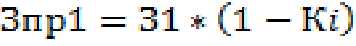 Зпр1 = З1 * (1 − Кi)